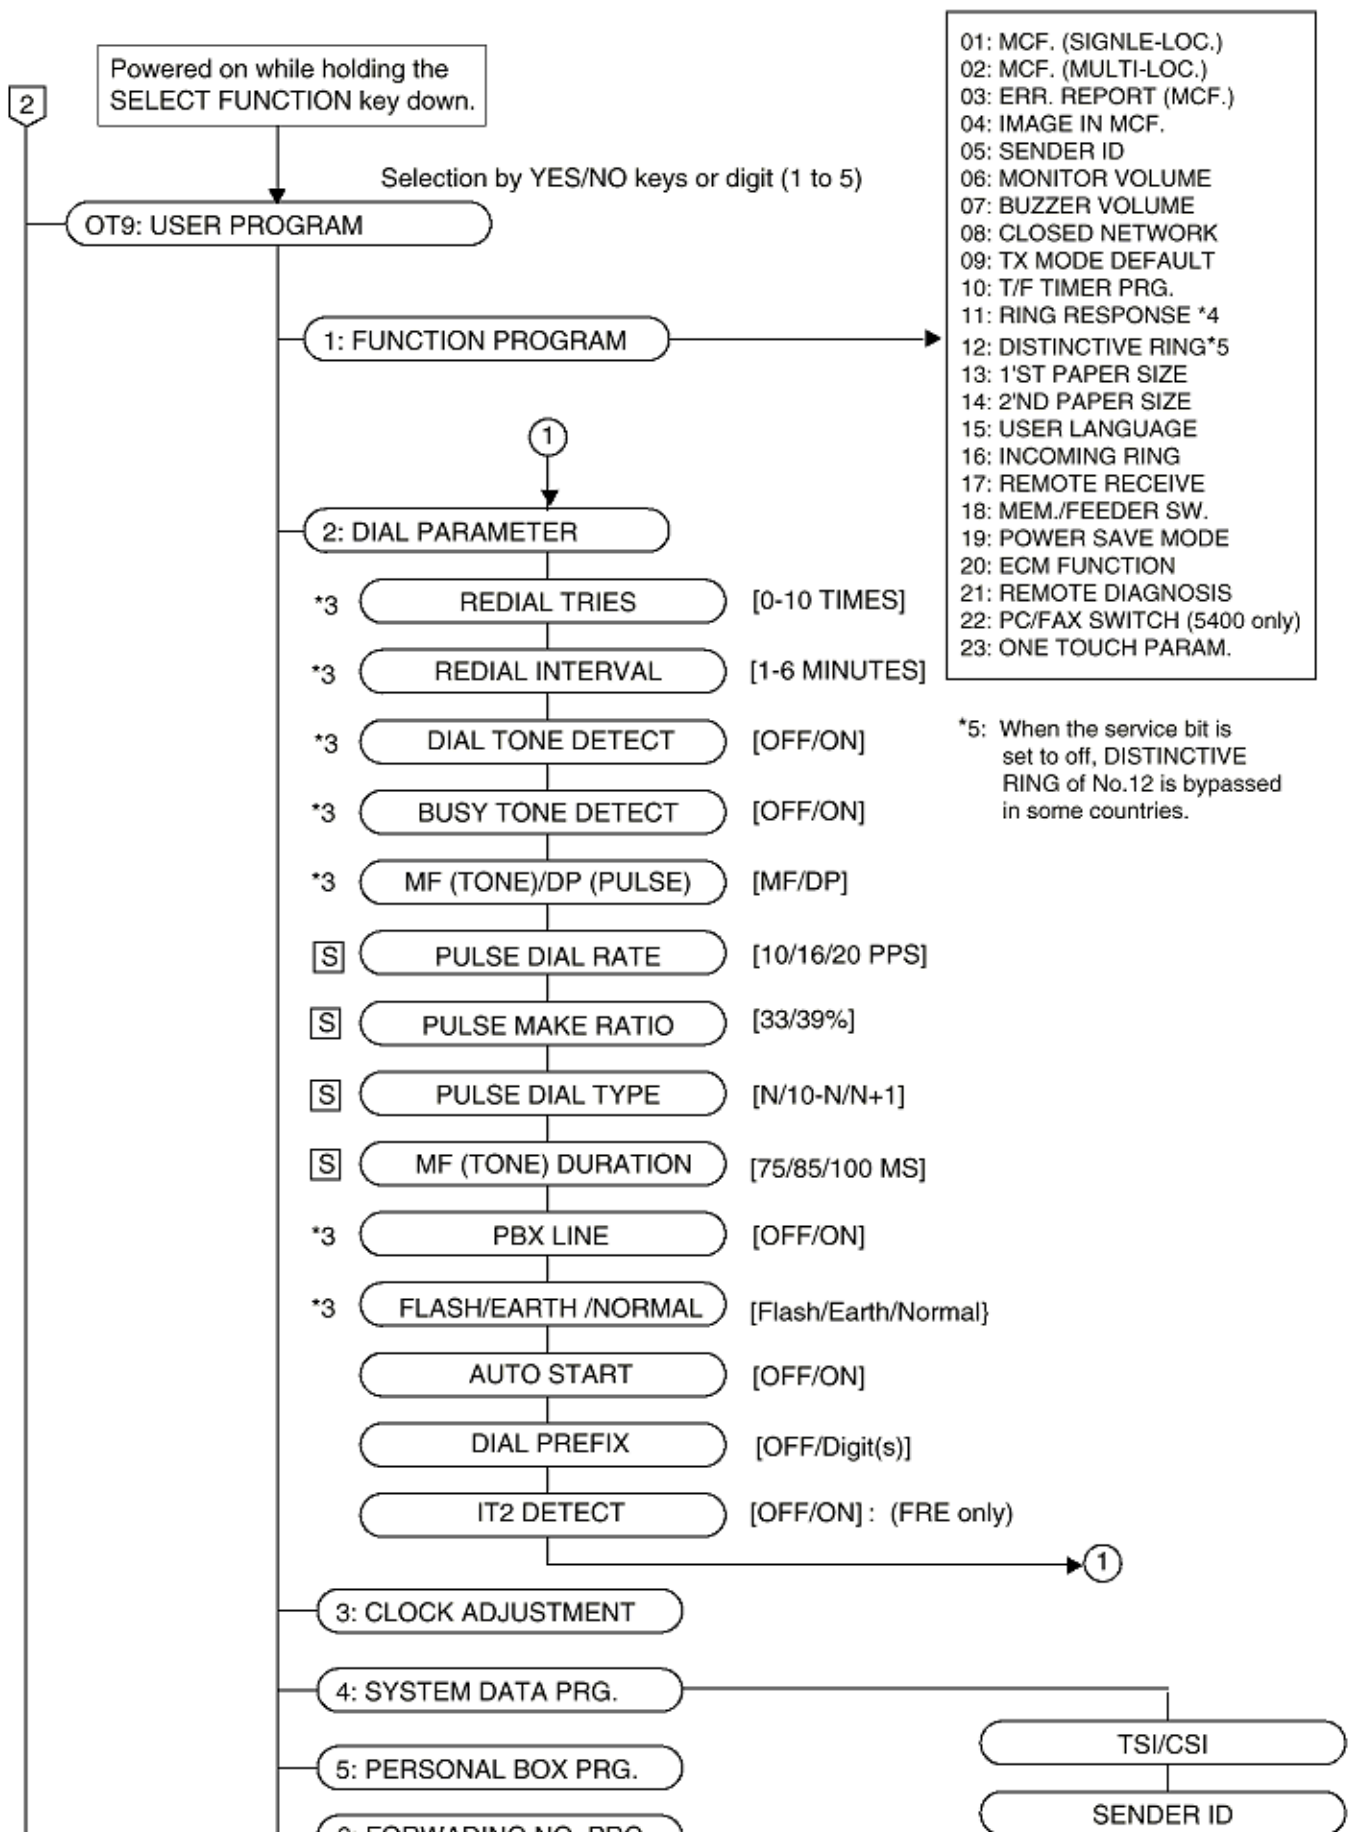 2
Powered on while holding the
SELECT FUNCTION key down.
Selection by YES/NO keys or digit (1 to 5)
OT9: USER PROGRAM
1: FUNCTION PROGRAM
01: MCF. (SIGNLE-LOC.)
02: MCF. (MULTI-LOC.)
03: ERR. REPORT (MCF.)
04: IMAGE IN MCF.
05: SENDER ID
06: MONITOR VOLUME
07: BUZZER VOLUME
08: CLOSED NETWORK
09: TX MODE DEFAULT
10: T/F TIMER PRG.
11: RING RESPONSE *4
12: DISTINCTIVE RING*5
13: 1'ST PAPER SIZE
14: 2'ND PAPER SIZE
15: USER LANGUAGE
16: INCOMING RING
17: REMOTE RECEIVE
18: MEM./FEEDER SW.
19: POWER SAVE MODE
20: ECM FUNCTION
21: REMOTE DIAGNOSIS
22: PC/FAX SWITCH (5400 only)
23: ONE TOUCH PARAM.
*5: When the service bit is
set to off, DISTINCTIVE
RING of No.12 is bypassed
in some countries.
1
2: DIAL PARAMETER
*3 REDIAL TRIES [0-10 TIMES]
*3 REDIAL INTERVAL [1-6 MINUTES]
*3 DIAL TONE DETECT [OFF/ON]
*3 BUSY TONE DETECT [OFF/ON]
*3 MF (TONE)/DP (PULSE) [MF/DP]
S PULSE DIAL RATE [10/16/20 PPS]
S PULSE MAKE RATIO [33/39%]
S PULSE DIAL TYPE [N/10-N/N+1]
S MF (TONE) DURATION [75/85/100 MS]
*3 PBX LINE [OFF/ON]
*3 FLASH/EARTH /NORMAL [Flash/Earth/Normal}
AUTO START [OFF/ON]
DIAL PREFIX [OFF/Digit(s)]
IT2 DETECT [OFF/ON] : (FRE only)
1
3: CLOCK ADJUSTMENT
4: SYSTEM DATA PRG.
TSI/CSI
5: PERSONAL BOX PRG.
SENDER ID